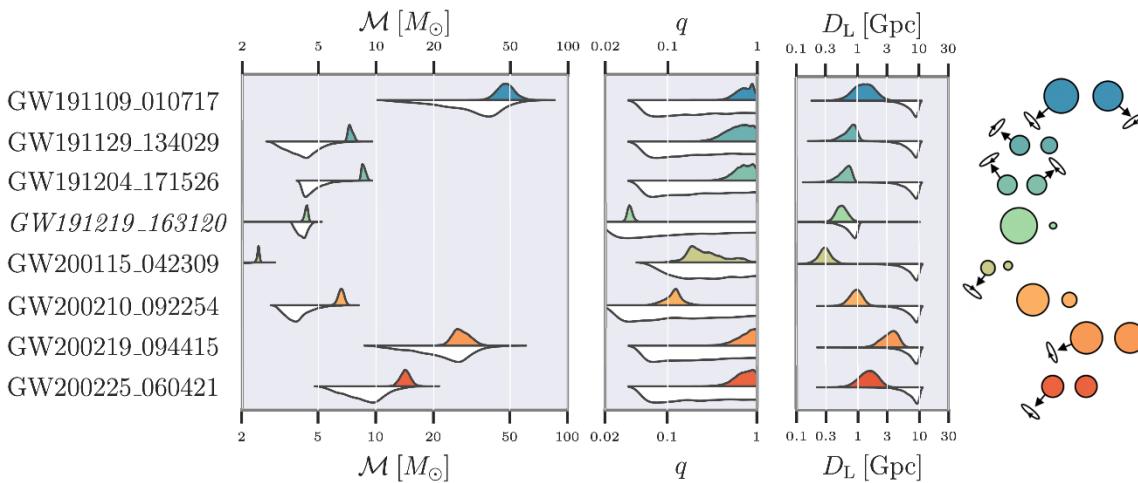 ℳ [M⊙] q D_L [Gpc]
2 5 10 20 50 100 0.02 0.1 1 0.1 0.3 1 3 10 30
GW191109_010717
GW191129_134029
GW191204_171526
GW191219_163120
GW200115_042309
GW200210_092254
GW200219_094415
GW200225_060421
2 5 10 20 50 100 0.02 0.1 1 0.1 0.3 1 3 10 30
ℳ [M⊙] q D_L [Gpc]